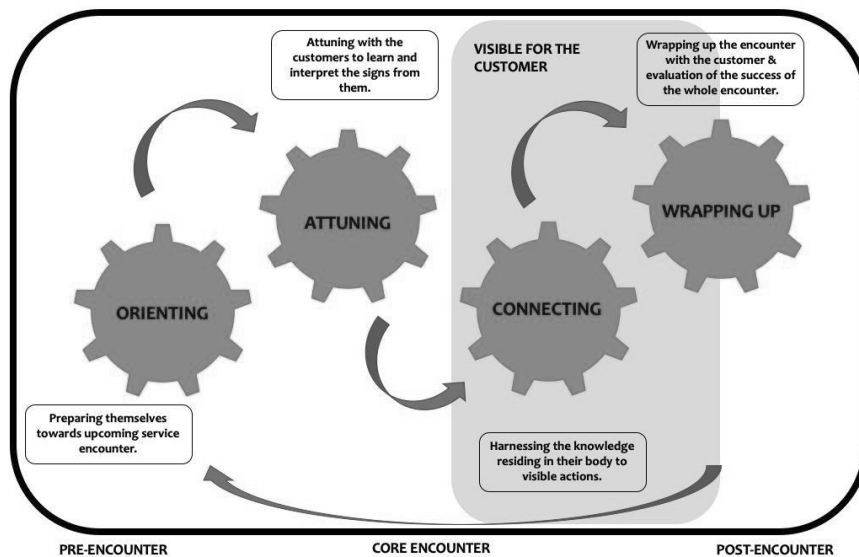 Attuning with the
customers to learn and
interpret the signs from
them.
VISIBLE FOR THE
CUSTOMER
Wrapping up the encounter
with the customer &
evaluation of the success of
the whole encounter.
ATTUNING
WRAPPING UP
ORIENTING
CONNECTING
Preparing themselves
towards upcoming service
encounter.
Harnessing the knowledge
residing in their body to
visible actions.
PRE-ENCOUNTER
CORE ENCOUNTER
POST-ENCOUNTER